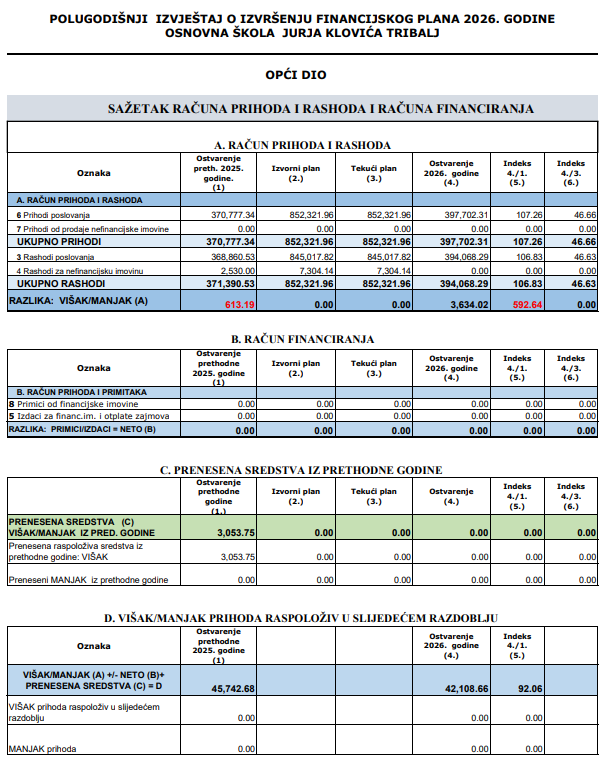 POLUGODIŠNJI IZVJEŠTAJ O IZVRŠENJU FINANCIJSKOG PLANA 2026. GODINE
OSNOVNA ŠKOLA JURJA KLOVIĆA TRIBALJ
OPĆI DIO
SAŽETAK RAČUNA PRIHODA I RASHODA I RAČUNA FINANCIRANJA
A. RAČUN PRIHODA I RASHODA
Oznaka Ostvarenje preth. 2025. godine. (1) Izvorni plan (2.) Tekući plan (3.) Ostvarenje 2026. godine (4.) Indeks 4./1. (5.) Indeks 4./3. (6.)
A. RAČUN PRIHODA I RASHODA
6 Prihodi poslovanja 370,777.34 852,321.96 852,321.96 397,702.31 107.26 46.66
7 Prihodi od prodaje nefinancijske imovine 0.00 0.00 0.00 0.00 0.00 0.00
UKUPNO PRIHODI 370,777.34 852,321.96 852,321.96 397,702.31 107.26 46.66
3 Rashodi poslovanja 368,860.53 845,017.82 845,017.82 394,068.29 106.83 46.63
4 Rashodi za nefinancijsku imovinu 2,530.00 7,304.14 7,304.14 0.00 0.00 0.00
UKUPNO RASHODI 371,390.53 852,321.96 852,321.96 394,068.29 106.83 46.63
RAZLIKA: VIŠAK/MANJAK (A) 613.19 0.00 0.00 3,634.02 592.64 0.00
B. RAČUN FINANCIRANJA
Oznaka Ostvarenje prethodne 2025. godine (1) Izvorni plan (2.) Tekući plan (3.) Ostvarenje 2026. godine (4.) Indeks 4./1. (5.) Indeks 4./3. (6.)
B. RAČUN PRIHODA I PRIMITAKA
8 Primici od financijske imovine 0.00 0.00 0.00 0.00 0.00 0.00
5 Izdaci za financ.im. i otplate zajmova 0.00 0.00 0.00 0.00 0.00 0.00
RAZLIKA: PRIMICI/IZDACI = NETO (B) 0.00 0.00 0.00 0.00 0.00 0.00
C. PRENESENA SREDSTVA IZ PRETHODNE GODINE
Ostvarenje prethodne godine (1.) Izvorni plan (2.) Tekući plan (3.) Ostvarenje (4.) Indeks 4./1. (5.) Indeks 4./3. (6.)
PRENESENA SREDSTVA (C)
VIŠAK/MANJAK IZ PRED. GODINE 3,053.75 0.00 0.00 0.00 0.00 0.00
Prenesena raspoloživa sredstva iz
prethodne godine: VIŠAK 3,053.75 0.00 0.00 0.00 0.00 0.00
Preneseni MANJAK iz prethodne godine 0.00 0.00 0.00 0.00 0.00 0.00
D. VIŠAK/MANJAK PRIHODA RASPOLOŽIV U SLIJEDEĆEM RAZDOBLJU
Oznaka Ostvarenje prethodne 2025. godine (1) Ostvarenje 2026. godine (4.) Indeks 4./1. (5.)
VIŠAK/MANJAK (A) +/- NETO (B)+
PRENESENA SREDSTVA (C) = D 45,742.68 42,108.66 92.06
VIŠAK prihoda raspoloživ u slijedećem
razdoblju 0.00 0.00 0.00
MANJAK prihoda 0.00 0.00 0.00